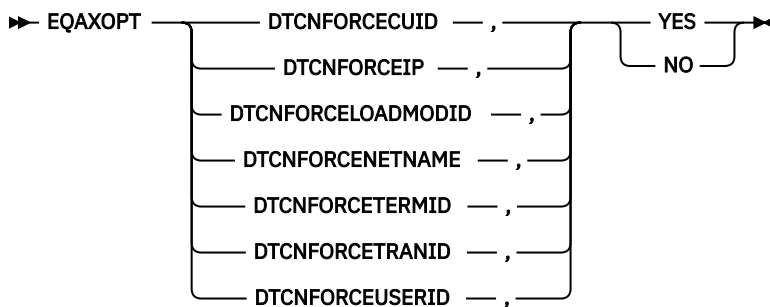 EQAXOPT DTCNFORCECUID , YES
DTCNFORCEIP , NO
DTCNFORCELOADMODID ,
DTCNFORCENETNAME ,
DTCNFORCETERMID ,
DTCNFORCETRANID ,
DTCNFORCEUSERID ,